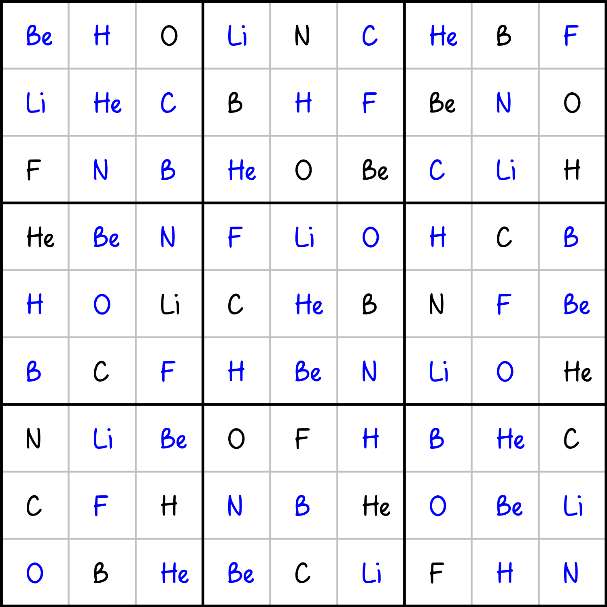 Be H O Li N C He B F
Li He C B H F Be N O
F N B He O Be C Li H
He Be N F Li O H C B
H O Li C He B N F Be
B C F H Be N Li O He
N Li Be O F H B He C
C F H N B He O Be Li
O B He Be C Li F H N